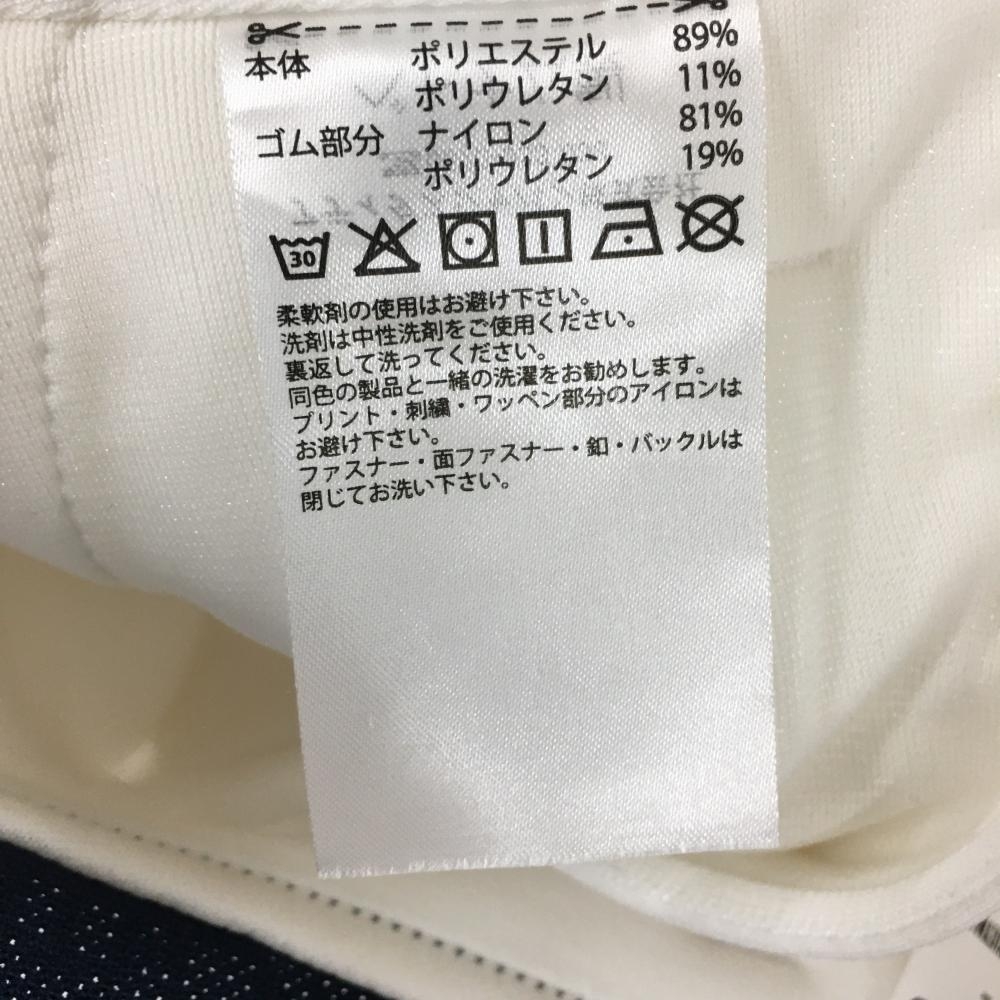 本体 ポリエステル 89%
ポリウレタン 11%
ゴム部分 ナイロン 81%
ポリウレタン 19%
30
柔軟剤の使用はお避け下さい。
洗剤は中性洗剤をご使用ください。
裏返して洗ってください。
同色の製品と一緒の洗濯をお勧めします。
プリント・刺繍・ワッペン部分のアイロンは
お避け下さい。
ファスナー・面ファスナー・釦・バックルは
閉じてお洗い下さい。